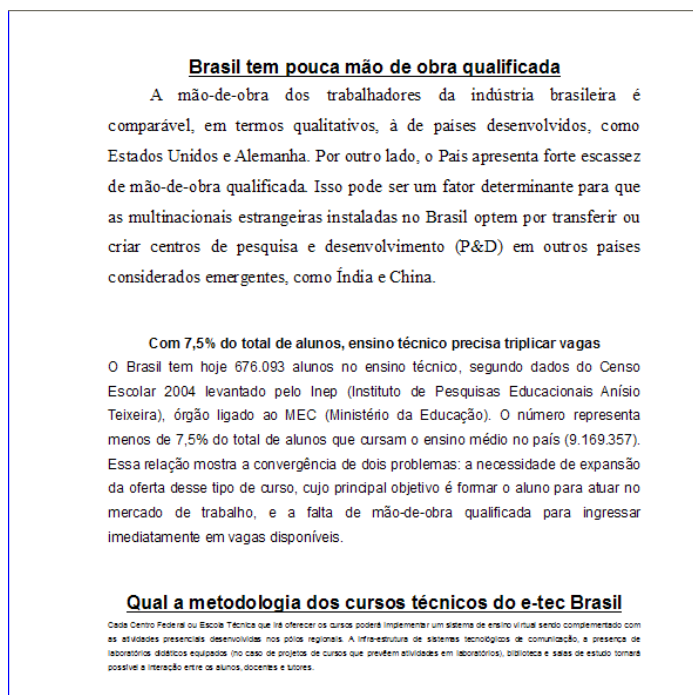 Brasil tem pouca mão de obra qualificada
A mão-de-obra dos trabalhadores da indústria brasileira é
comparável, em termos qualitativos, à de países desenvolvidos, como
Estados Unidos e Alemanha. Por outro lado, o País apresenta forte escassez
de mão-de-obra qualificada. Isso pode ser um fator determinante para que
as multinacionais estrangeiras instaladas no Brasil optem por transferir ou
criar centros de pesquisa e desenvolvimento (P&D) em outros países
considerados emergentes, como Índia e China.
Com 7,5% do total de alunos, ensino técnico precisa triplicar vagas
O Brasil tem hoje 676.093 alunos no ensino técnico, segundo dados do Censo
Escolar 2004 levantado pelo Inep (Instituto de Pesquisas Educacionais Anísio
Teixeira), órgão ligado ao MEC (Ministério da Educação). O número representa
menos de 7,5% do total de alunos que cursam o ensino médio no país (9.169.357).
Essa relação mostra a convergência de dois problemas: a necessidade de expansão
da oferta desse tipo de curso, cujo principal objetivo é formar o aluno para atuar no
mercado de trabalho, e a falta de mão-de-obra qualificada para ingressar
imediatamente em vagas disponíveis.
Qual a metodologia dos cursos técnicos do e-tec Brasil
Cada Centro Federal ou Escola Técnica que irá oferecer os cursos poderá implementar um sistema de ensino virtual sendo complementado com
as atividades presenciais desenvolvidas nos pólos regionais. A infra-estrutura de sistemas tecnológicos de comunicação, a presença de
laboratórios didáticos equipados (no caso de projetos de cursos que prevêem atividades em laboratórios), biblioteca e salas de estudo tornará
possível a interação entre os alunos, docentes e tutores.